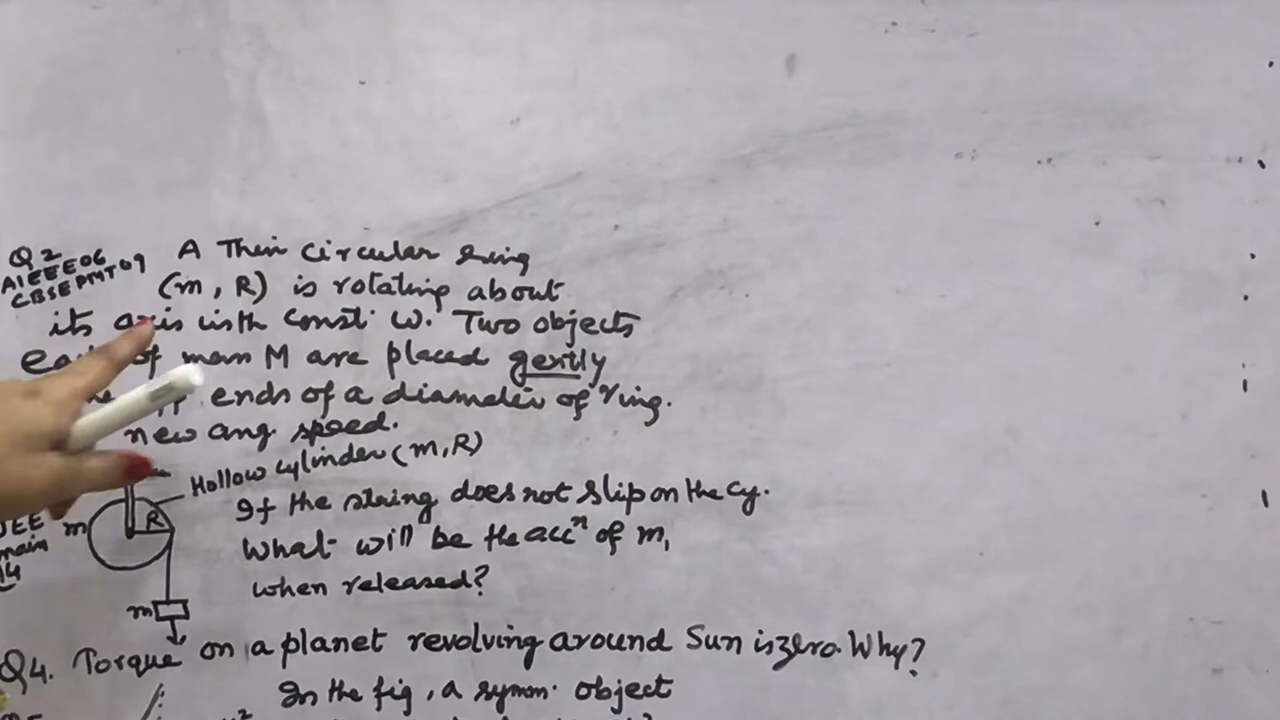 Q2
AIEEE06
CBSEPMT09
A Thin circular ring
(m, R) is rotating about
its axis with const. ω. Two objects
of mass M are placed gently
ends of a diameter of ring.
new ang. speed.
Hollow cylinder (m, R)
If the string does not slip on the cy.
What will be the accⁿ of m,
when released?
JEE
main
14
m
R
m
Q4. Torque on a planet revolving around Sun is zero. Why?
In the fig, a symm. object